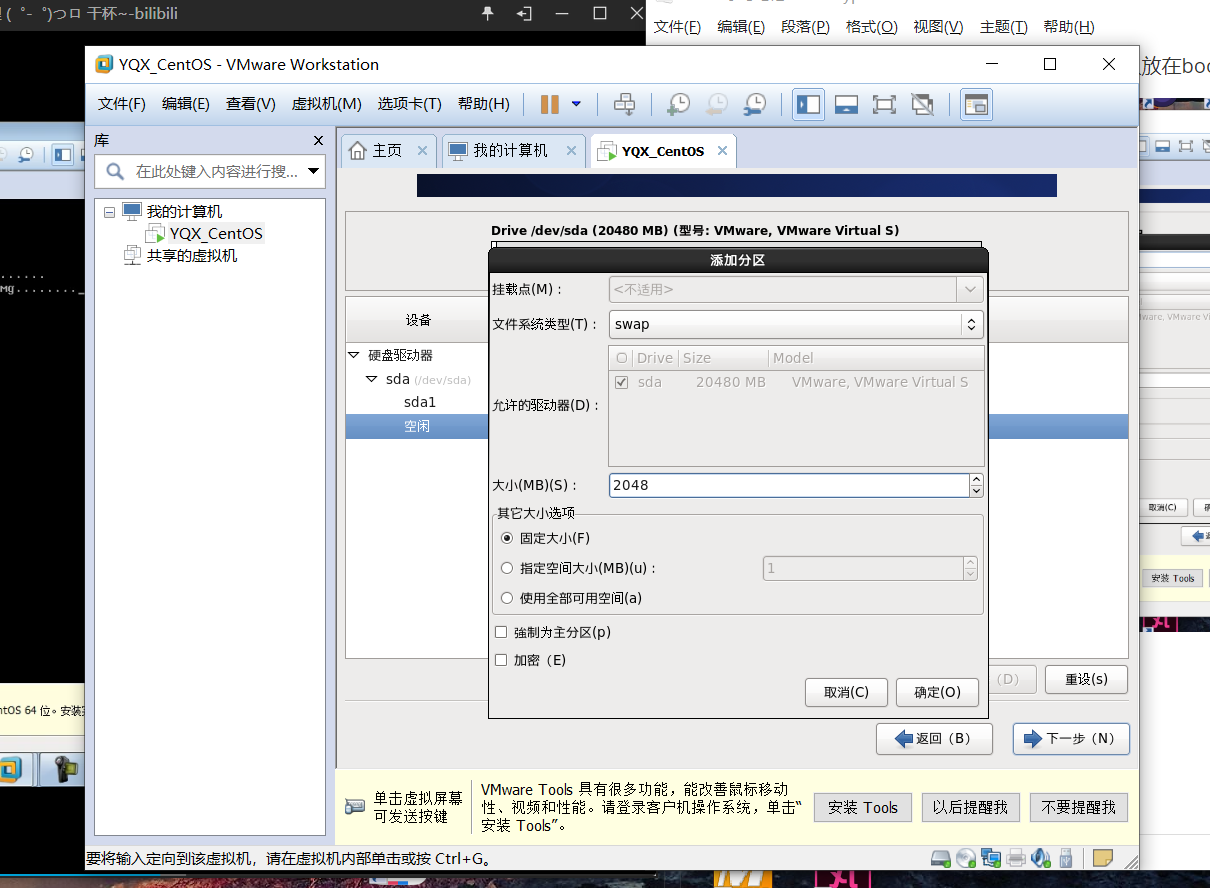 ( ゜- ゜)つロ 干杯~-bilibili
文件(F) 编辑(E) 段落(P) 格式(O) 视图(V) 主题(T) 帮助(H)
放在boo
YQX_CentOS - VMware Workstation
文件(F) 编辑(E) 查看(V) 虚拟机(M) 选项卡(T) 帮助(H)
库
在此处键入内容进行搜...
我的计算机
YQX_CentOS
共享的虚拟机
主页
我的计算机
YQX_CentOS
Drive /dev/sda (20480 MB) (型号: VMware, VMware Virtual S)
设备
硬盘驱动器
sda (/dev/sda)
sda1
空闲
添加分区
挂载点(M)：
<不适用>
文件系统类型(T)：
swap
允许的驱动器(D)：
Drive Size Model
sda 20480 MB VMware, VMware Virtual S
大小(MB)(S)：
2048
其它大小选项
固定大小(F)
指定空间大小(MB)(u)：
1
使用全部可用空间(a)
強制为主分区(p)
加密（E)
取消(C)
确定(O)
(D)
重设(s)
返回（B）
下一步（N）
单击虚拟屏幕
可发送按键
VMware Tools 具有很多功能，能改善鼠标移动
性、视频和性能。请登录客户机操作系统，单击“
安装 Tools”。
安装 Tools
以后提醒我
不要提醒我
要将输入定向到该虚拟机，请在虚拟机内部单击或按 Ctrl+G。
ntOS 64 位。安装
ware, VMware Vi
取消(C)
安装 Tools